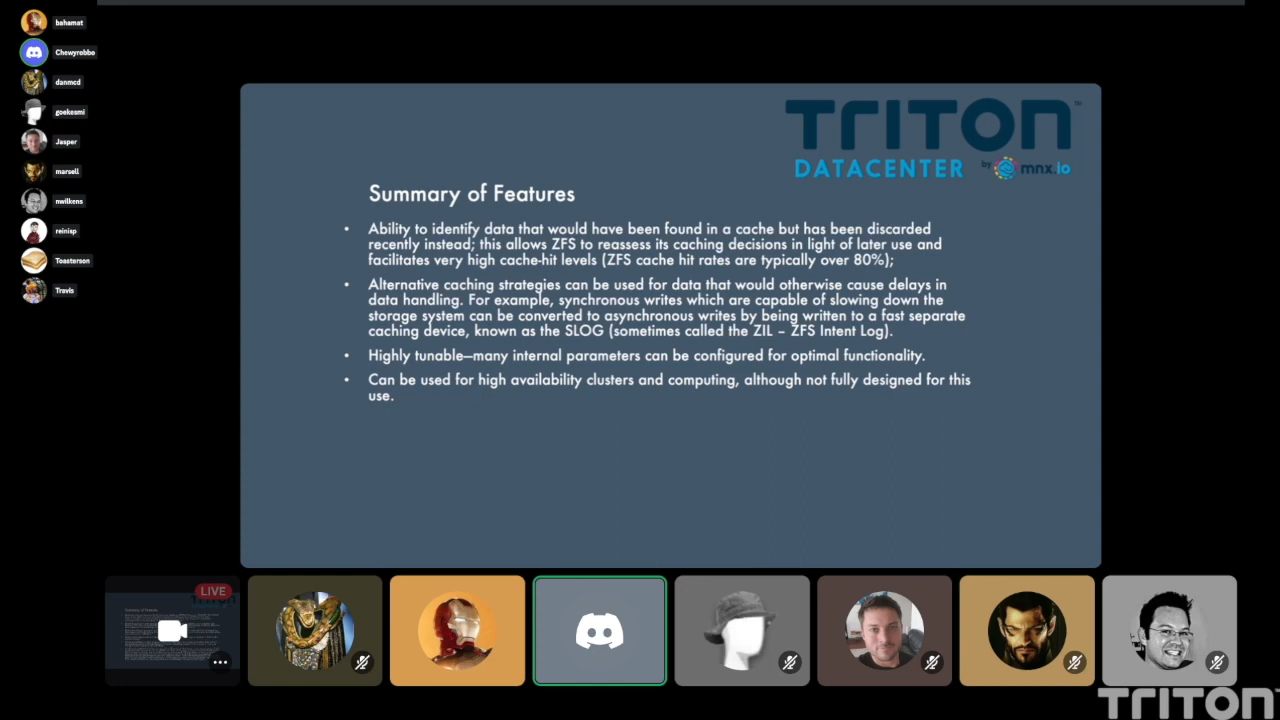 bahamat
Chewyrobbo
danmcd
goekesmi
Jasper
marsell
nwilkens
reinisp
Toasterson
Travis
TRITON™
DATACENTER by mnx.io
Summary of Features
• Ability to identify data that would have been found in a cache but has been discarded
recently instead; this allows ZFS to reassess its caching decisions in light of later use and
facilitates very high cache-hit levels (ZFS cache hit rates are typically over 80%);
• Alternative caching strategies can be used for data that would otherwise cause delays in
data handling. For example, synchronous writes which are capable of slowing down the
storage system can be converted to asynchronous writes by being written to a fast separate
caching device, known as the SLOG (sometimes called the ZIL – ZFS Intent Log).
• Highly tunable—many internal parameters can be configured for optimal functionality.
• Can be used for high availability clusters and computing, although not fully designed for this
use.
LIVE
Summary of Features
TRITON